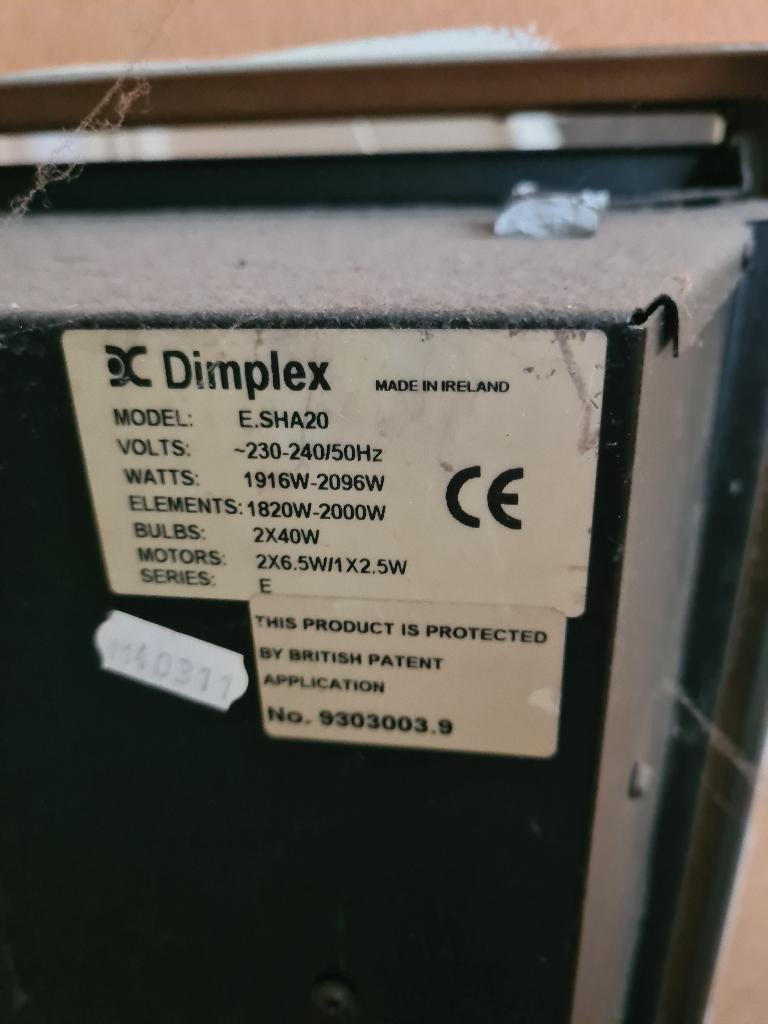 Dimplex MADE IN IRELAND
MODEL: E.SHA20
VOLTS: ~230-240/50Hz
WATTS: 1916W-2096W
ELEMENTS: 1820W-2000W
BULBS: 2X40W
MOTORS: 2X6.5W/1X2.5W
SERIES: E
CE
THIS PRODUCT IS PROTECTED
BY BRITISH PATENT
APPLICATION
No. 9303003.9